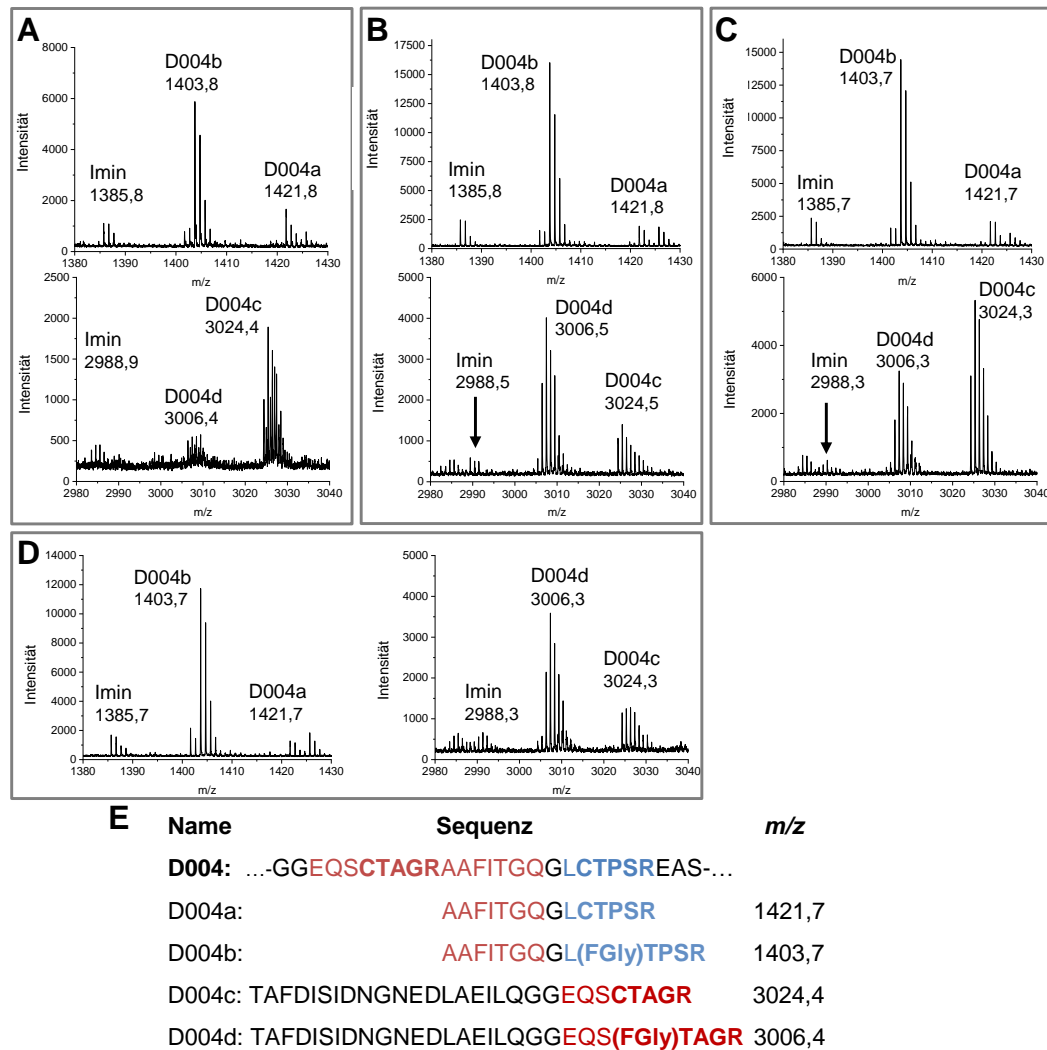 A
8000
6000
4000
2000
0
Intensität
D004b
1403,8
Imin
1385,8
D004a
1421,8
1380 1390 1400 1410 1420 1430
m/z
2500
2000
1500
1000
500
0
Intensität
Imin
2988,9
D004d
3006,4
D004c
3024,4
2980 2990 3000 3010 3020 3030 3040
m/z
B
17500
15000
12500
10000
7500
5000
2500
0
Intensität
D004b
1403,8
Imin
1385,8
D004a
1421,8
1380 1390 1400 1410 1420 1430
m/z
5000
4000
3000
2000
1000
0
Intensität
Imin
2988,5
D004d
3006,5
D004c
3024,5
2980 2990 3000 3010 3020 3030 3040
m/z
C
15000
12500
10000
7500
5000
2500
0
Intensität
D004b
1403,7
Imin
1385,7
D004a
1421,7
1380 1390 1400 1410 1420 1430
m/z
6000
4000
2000
0
Intensität
Imin
2988,3
D004d
3006,3
D004c
3024,3
2980 2990 3000 3010 3020 3030 3040
m/z
D
14000
12000
10000
8000
6000
4000
2000
0
Intensität
D004b
1403,7
Imin
1385,7
D004a
1421,7
1380 1390 1400 1410 1420 1430
m/z
5000
4000
3000
2000
1000
0
Intensität
D004d
3006,3
Imin
2988,3
D004c
3024,3
2980 2990 3000 3010 3020 3030 3040
m/z
E
Name Sequenz m/z
D004: ...-GGEQSCTAGRAAFITGQGLCTPSREAS-...
D004a: AAFITGQGLCTPSR 1421,7
D004b: AAFITGQGL(FGly)TPSR 1403,7
D004c: TAFDISIDNGNEDLAEILQGGEQSCTAGR 3024,4
D004d: TAFDISIDNGNEDLAEILQGGEQS(FGly)TAGR 3006,4